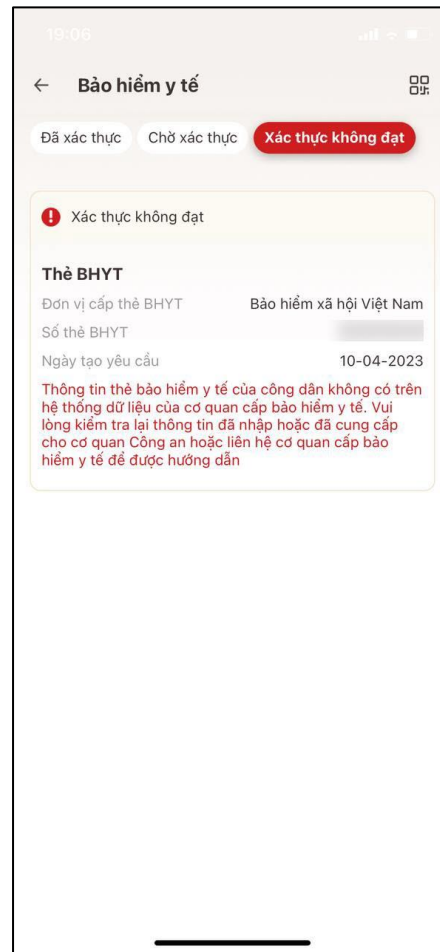 19:06
Bảo hiểm y tế
Đã xác thực Chờ xác thực Xác thực không đạt
Xác thực không đạt
Thẻ BHYT
Đơn vị cấp thẻ BHYT Bảo hiểm xã hội Việt Nam
Số thẻ BHYT
Ngày tạo yêu cầu 10-04-2023
Thông tin thẻ bảo hiểm y tế của công dân không có trên
hệ thống dữ liệu của cơ quan cấp bảo hiểm y tế. Vui
lòng kiểm tra lại thông tin đã nhập hoặc đã cung cấp
cho cơ quan Công an hoặc liên hệ cơ quan cấp bảo
hiểm y tế để được hướng dẫn